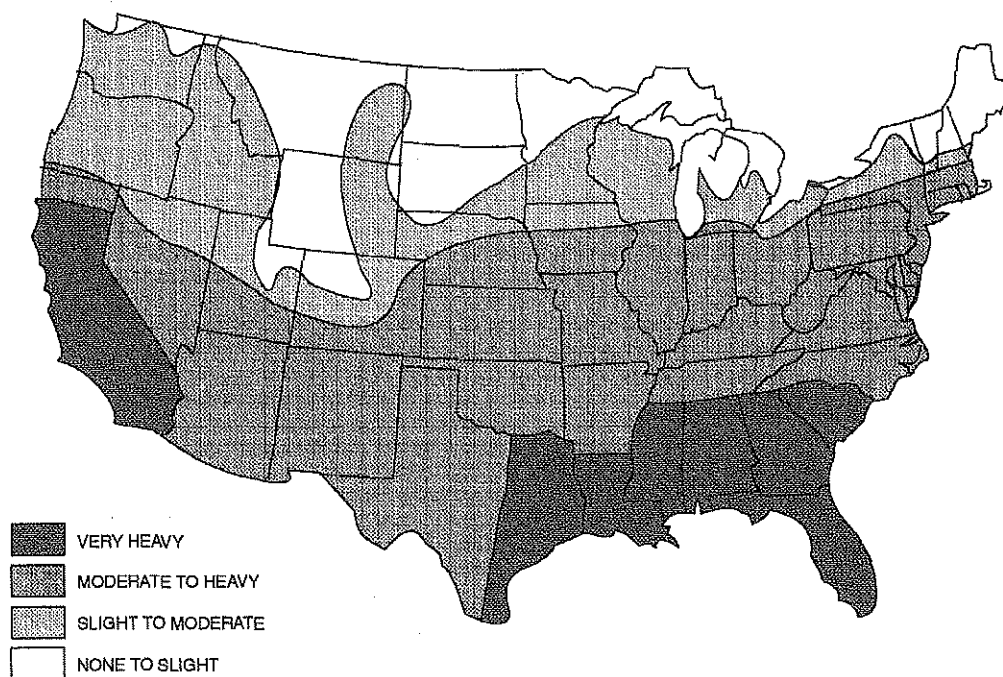 VERY HEAVY
MODERATE TO HEAVY
SLIGHT TO MODERATE
NONE TO SLIGHT